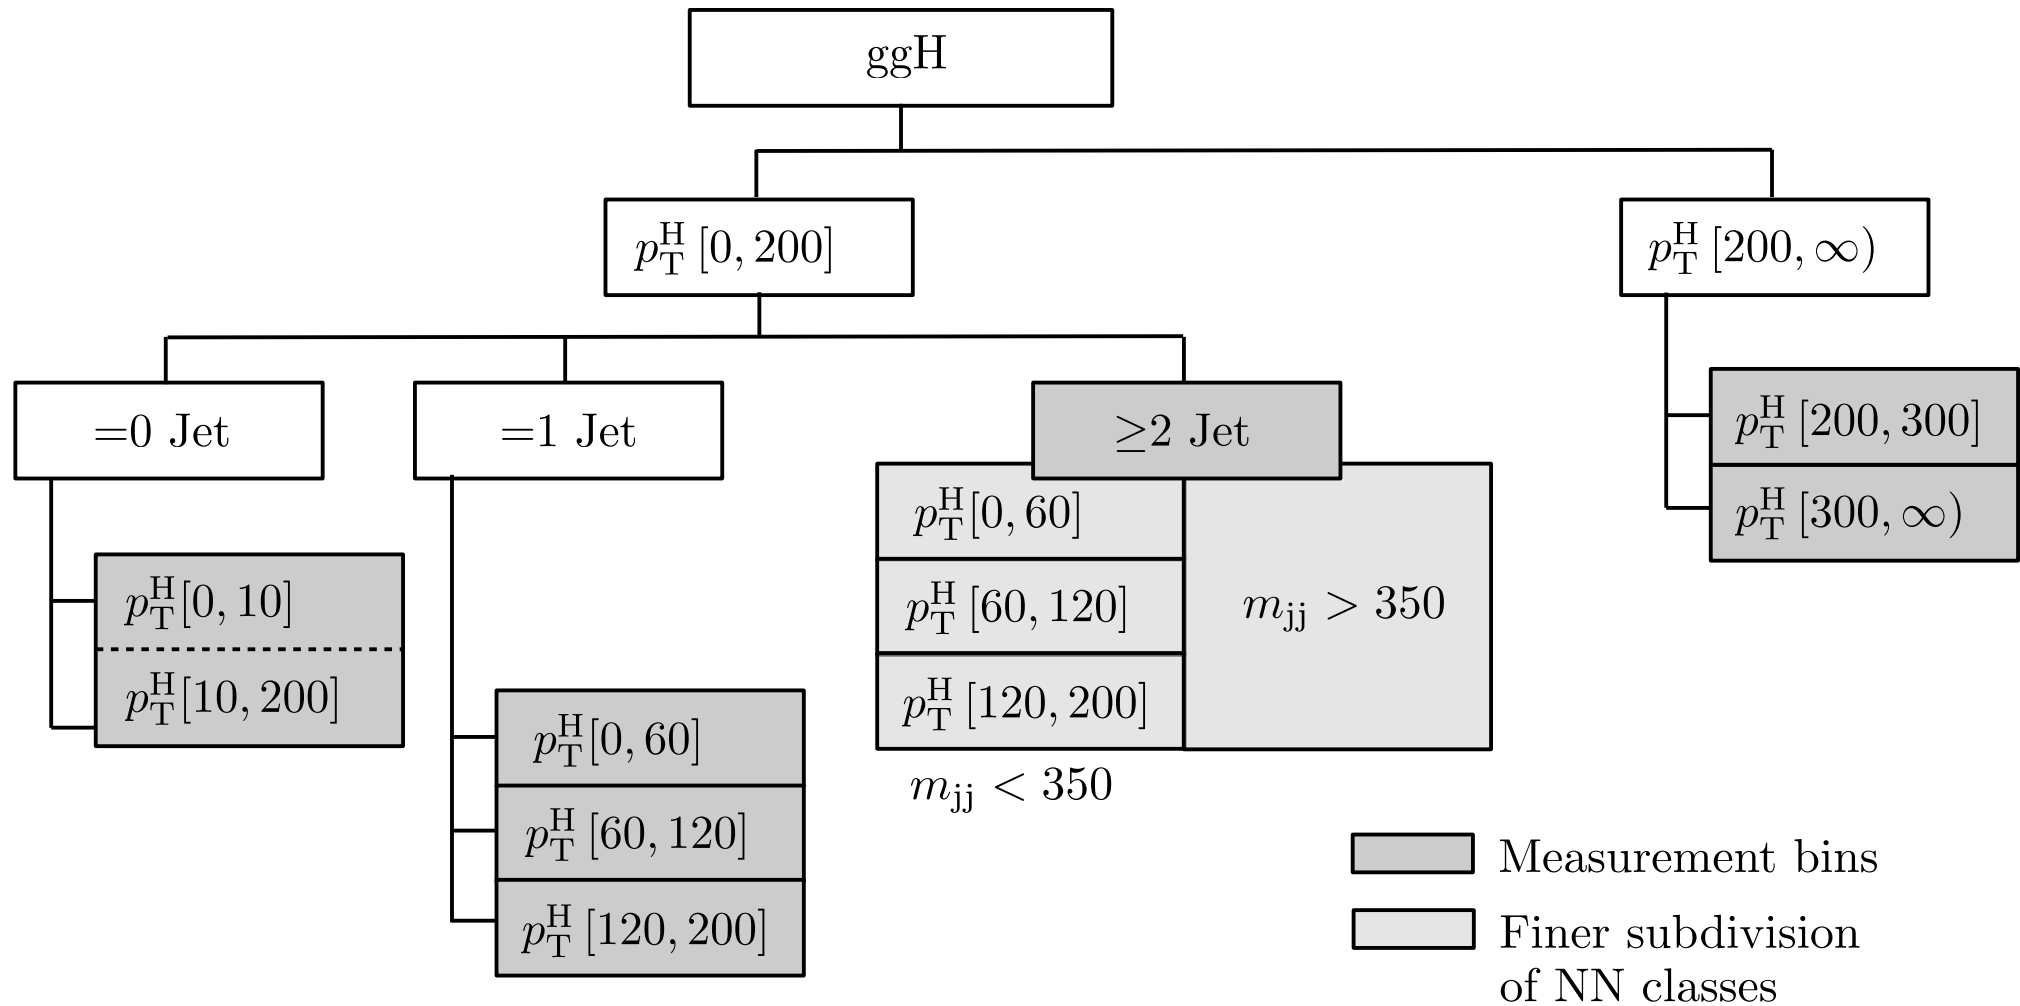 ggH
p_T^H [0, 200]
p_T^H [200, ∞)
=0 Jet
=1 Jet
≥2 Jet
p_T^H [200, 300]
p_T^H [300, ∞)
p_T^H[0, 10]
p_T^H[10, 200]
p_T^H[0, 60]
p_T^H [60, 120]
p_T^H [120, 200]
p_T^H[0, 60]
p_T^H [60, 120]
p_T^H [120, 200]
m_jj > 350
m_jj < 350
Measurement bins
Finer subdivision
of NN classes